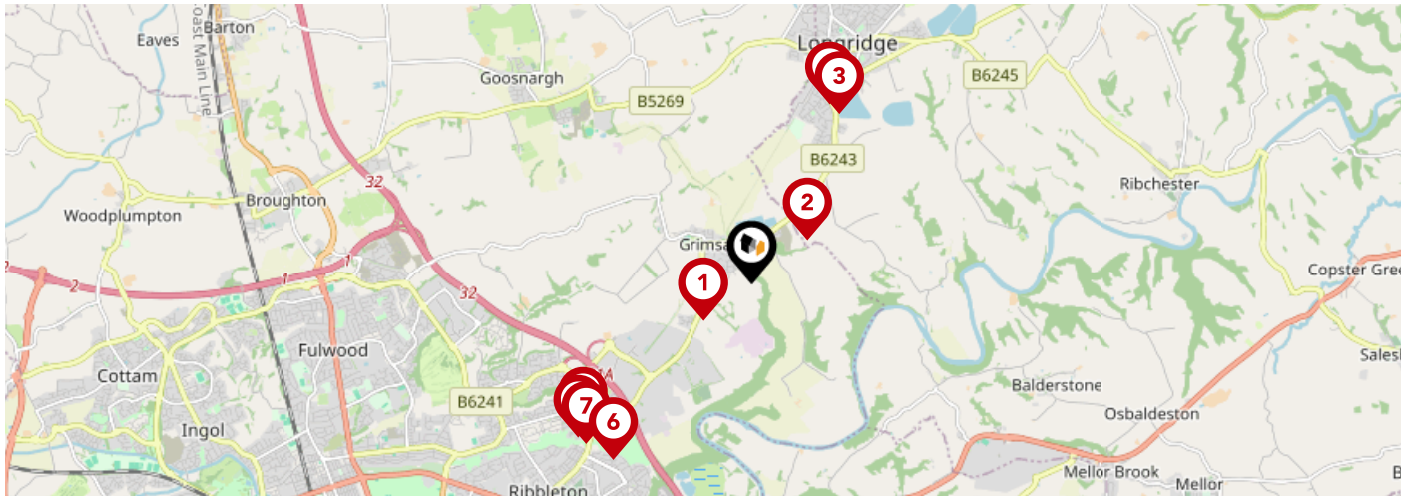 Eaves
Barton
Coast Main Line
Longridge
Goosnargh
B5269
B6245
3
B6243
32
Ribchester
Woodplumpton
Broughton
2
Grimsa
1
2
1
1
32
Copster Gree
Fulwood
Cottam
B6241
1A
7
6
Balderstone
Osbaldeston
Salesb
Ingol
Ribbleton
Mellor Brook
Mellor
B